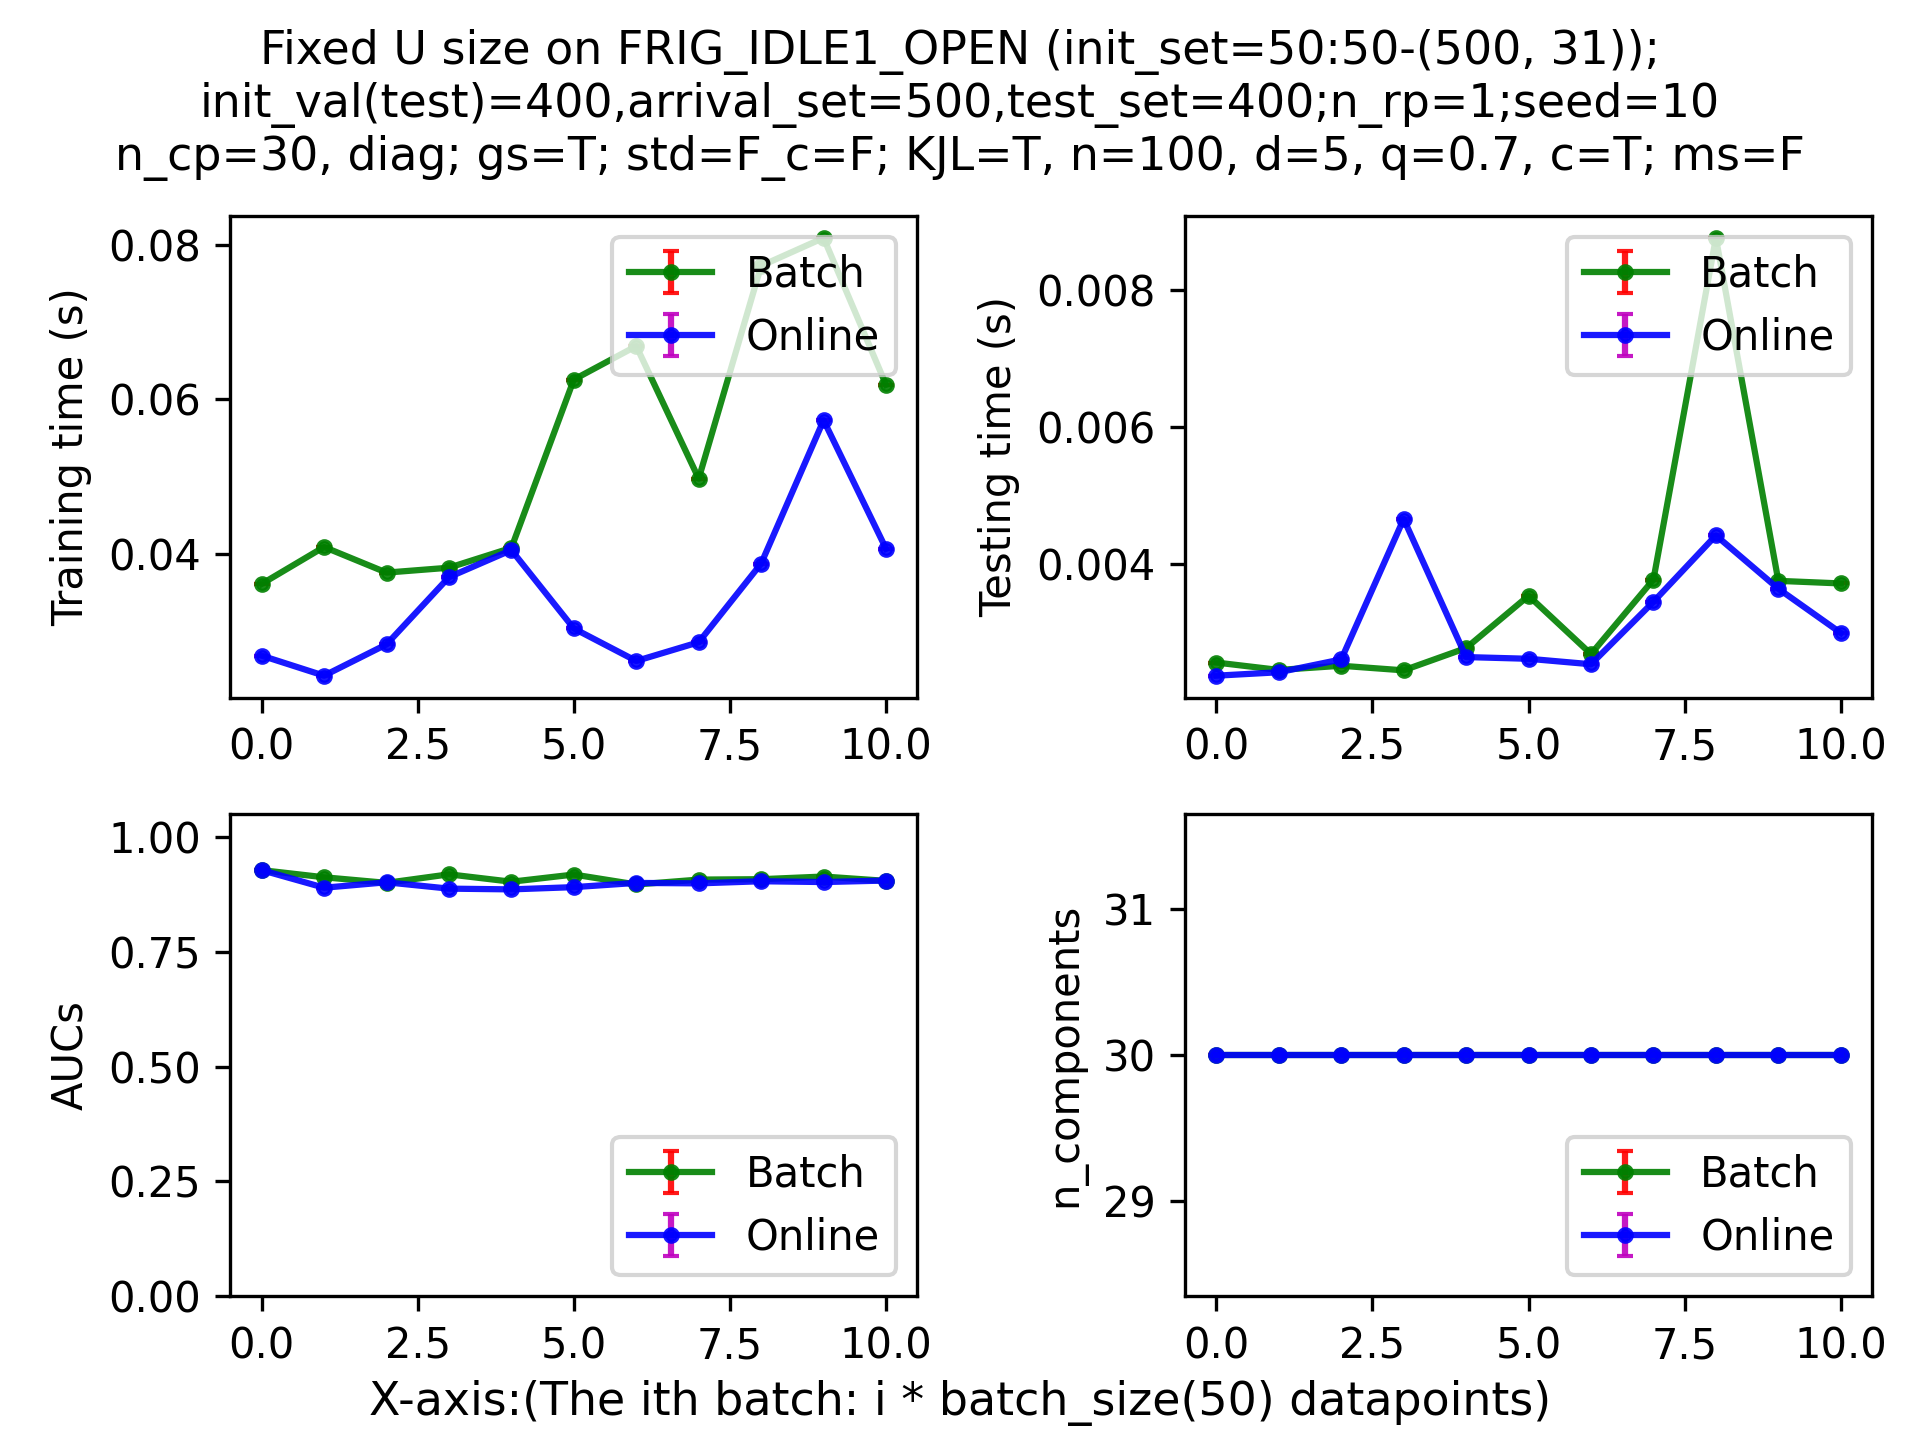 Fixed U size on FRIG_IDLE1_OPEN (init_set=50:50-(500, 31));
init_val(test)=400,arrival_set=500,test_set=400;n_rp=1;seed=10
n_cp=30, diag; gs=T; std=F_c=F; KJL=T, n=100, d=5, q=0.7, c=T; ms=F
Training time (s)
0.08
0.06
0.04
Batch
Online
0.0 2.5 5.0 7.5 10.0
Testing time (s)
0.008
0.006
0.004
Batch
Online
0.0 2.5 5.0 7.5 10.0
AUCs
1.00
0.75
0.50
0.25
0.00
Batch
Online
0.0 2.5 5.0 7.5 10.0
n_components
31
30
29
Batch
Online
0.0 2.5 5.0 7.5 10.0
X-axis:(The ith batch: i * batch_size(50) datapoints)